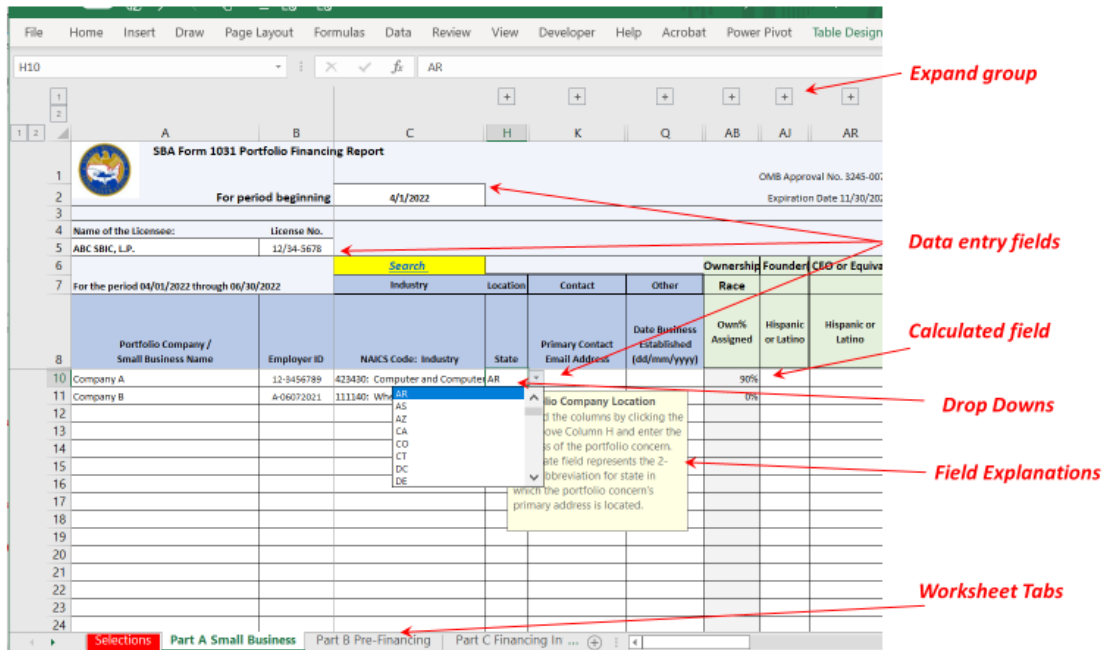 File Home Insert Draw Page Layout Formulas Data Review View Developer Help Acrobat Power Pivot Table Design
H10 fx AR
Expand group
1
2
+ + + + + +
1 2 A B C H K Q AB AJ AR
SBA Form 1031 Portfolio Financing Report
1 OMB Approval No. 3245-007
2 For period beginning 4/1/2022 Expiration Date 11/30/202
3
4 Name of the Licensee: License No.
5 ABC SBIC, L.P. 12/34-5678
Data entry fields
6 Search Ownership Founder( CEO or Equiva
7 For the period 04/01/2022 through 06/30/2022 Industry Location Contact Other Race
Calculated field
8 Portfolio Company / Small Business Name Employer ID NAICS Code: Industry State Primary Contact Email Address Date Business Established (dd/mm/yyyy) Own% Assigned Hispanic or Latino Hispanic or Latino
10 Company A 12-3456789 423430: Computer and Computer AR 90%
11 Company B A-06072021 111140: Whe 0%
Drop Downs
AR
AS
AZ
CA
CO
CT
DC
DE
lio Company Location
d the columns by clicking the
ove Column H and enter the
ss of the portfolio concern.
ate field represents the 2-
bbreviation for state in
which the portfolio concern's
primary address is located.
Field Explanations
12
13
14
15
16
17
18
19
20
21
22
23
24
Worksheet Tabs
Selections Part A Small Business Part B Pre-Financing Part C Financing In ...